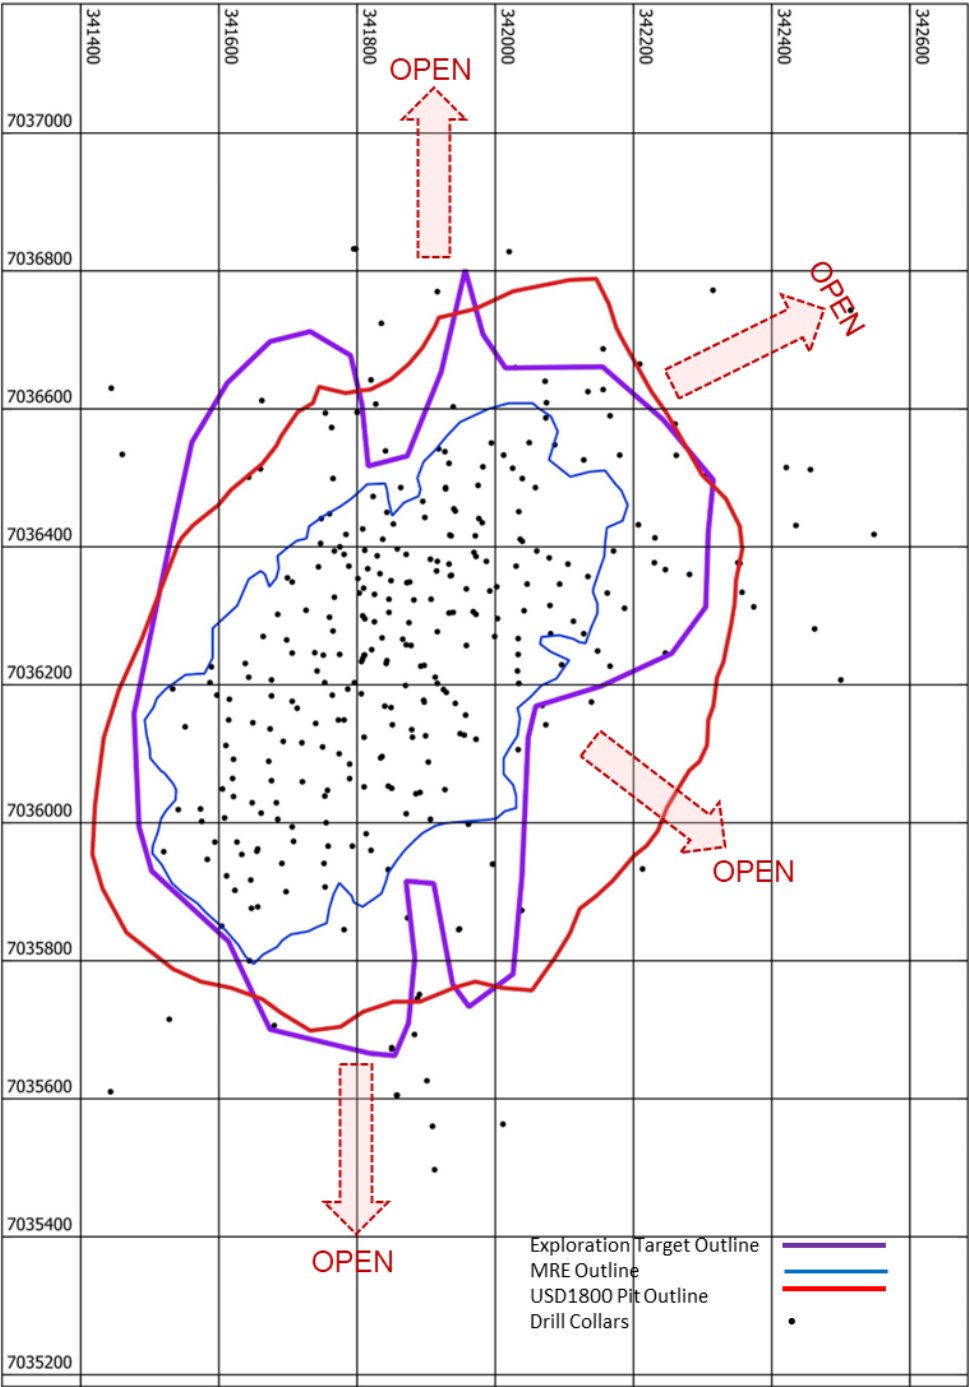 341400
341600
341800
342000
342200
342400
342600
OPEN
7037000
7036800
OPEN
7036600
7036400
7036200
7036000
OPEN
7035800
7035600
7035400
OPEN
Exploration Target Outline
MRE Outline
USD1800 Pit Outline
Drill Collars
7035200